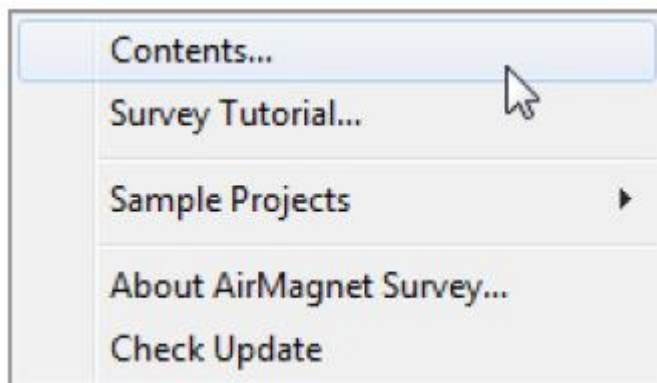 Contents...
Survey Tutorial...
Sample Projects
About AirMagnet Survey...
Check Update